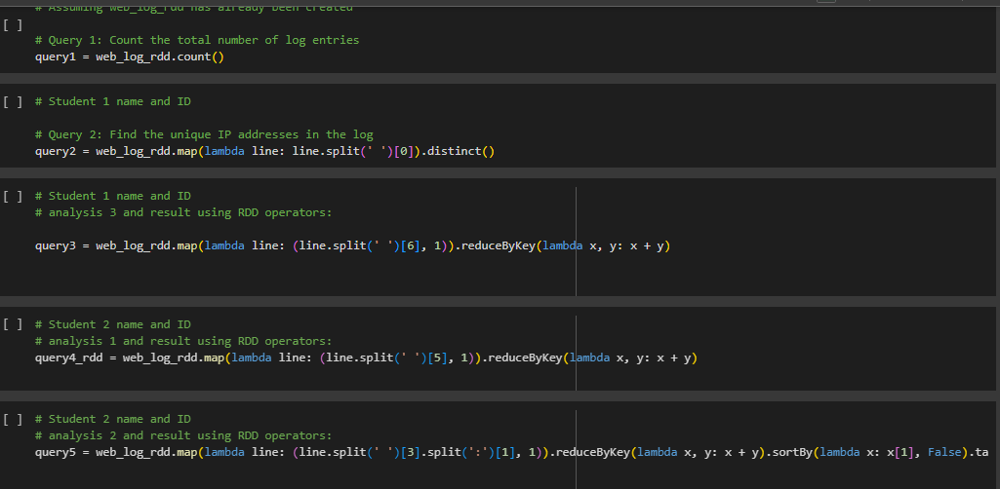 # Assuming web_log_rdd has already been created
[ ]
# Query 1: Count the total number of log entries
query1 = web_log_rdd.count()
[ ] # Student 1 name and ID
# Query 2: Find the unique IP addresses in the log
query2 = web_log_rdd.map(lambda line: line.split(' ')[0]).distinct()
[ ] # Student 1 name and ID
# analysis 3 and result using RDD operators:
query3 = web_log_rdd.map(lambda line: (line.split(' ')[6], 1)).reduceByKey(lambda x, y: x + y)
[ ] # Student 2 name and ID
# analysis 1 and result using RDD operators:
query4_rdd = web_log_rdd.map(lambda line: (line.split(' ')[5], 1)).reduceByKey(lambda x, y: x + y)
[ ] # Student 2 name and ID
# analysis 2 and result using RDD operators:
query5 = web_log_rdd.map(lambda line: (line.split(' ')[3].split(':')[1], 1)).reduceByKey(lambda x, y: x + y).sortBy(lambda x: x[1], False).ta